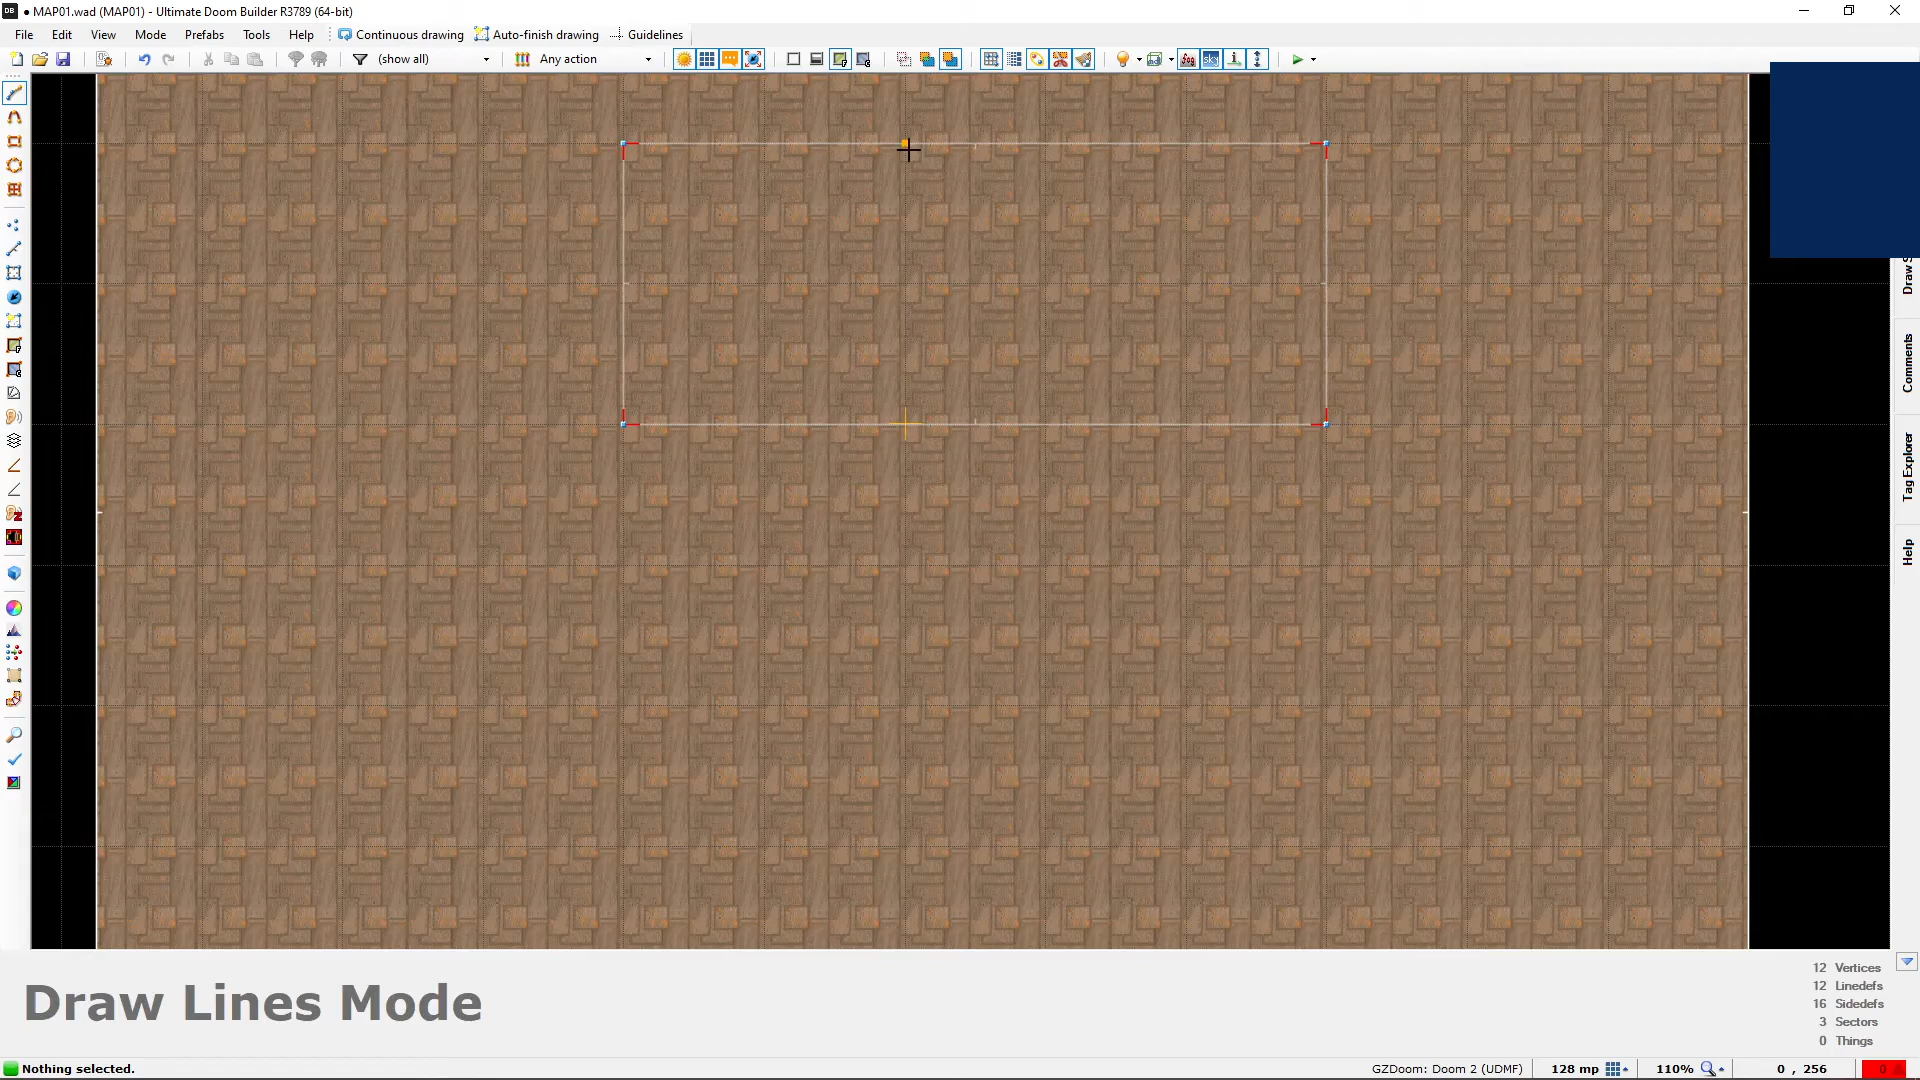 DB ● MAP01.wad (MAP01) - Ultimate Doom Builder R3789 (64-bit)
File Edit View Mode Prefabs Tools Help Continuous drawing Auto-finish drawing Guidelines
(show all) Any action
Draw S
Comments
Tag Explorer
Help
Draw Lines Mode
12 Vertices
12 Linedefs
16 Sidedefs
3 Sectors
0 Things
Nothing selected. GZDoom: Doom 2 (UDMF) 128 mp 110% 0 , 256 0